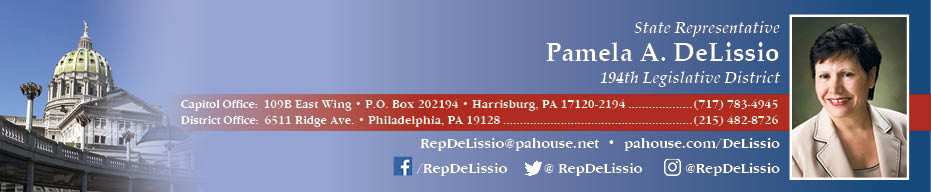 State Representative
Pamela A. DeLissio
194th Legislative District
Capitol Office: 109B East Wing • P.O. Box 202194 • Harrisburg, PA 17120-2194 ....................(717) 783-4945
District Office: 6511 Ridge Ave. • Philadelphia, PA 19128 ............................................................(215) 482-8726
RepDeLissio@pahouse.net • pahouse.com/DeLissio
/RepDeLissio @ RepDeLissio @RepDeLissio